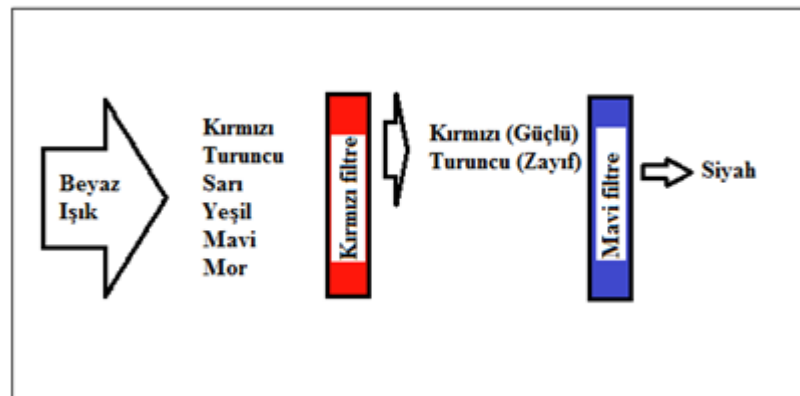 Beyaz
Işık
Kırmızı
Turuncu
Sarı
Yeşil
Mavi
Mor
Kırmızı filtre
Kırmızı (Güçlü)
Turuncu (Zayıf)
Mavi filtre
Siyah